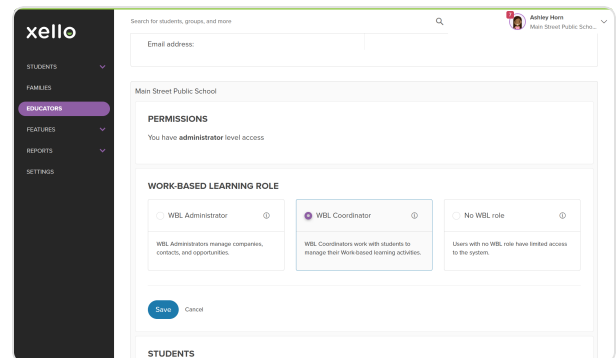 xello
Search for students, groups, and more
7
Ashley Horn
Main Street Public Scho...
STUDENTS
FAMILIES
EDUCATORS
FEATURES
REPORTS
SETTINGS
Email address:
Main Street Public School
PERMISSIONS
You have administrator level access
WORK-BASED LEARNING ROLE
WBL Administrator
WBL Administrators manage companies,
contacts, and opportunities.
WBL Coordinator
WBL Coordinators work with students to
manage their Work-based learning activities.
No WBL role
Users with no WBL role have limited access
to the system.
Save Cancel
STUDENTS